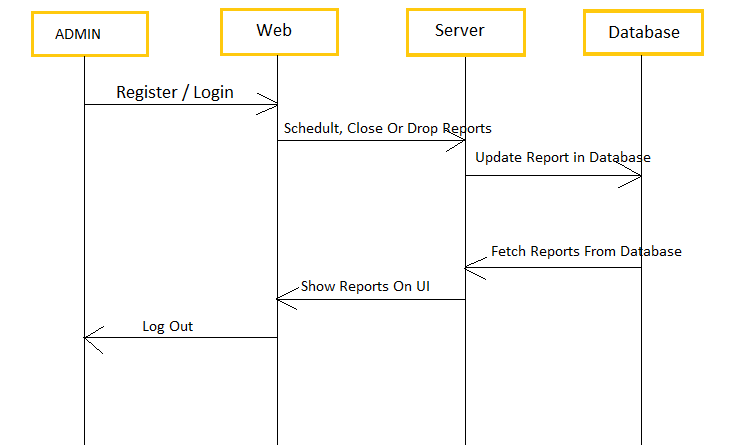 ADMIN
Web
Server
Database
Register / Login
Schedult, Close Or Drop Reports
Update Report in Database
Fetch Reports From Database
Show Reports On UI
Log Out